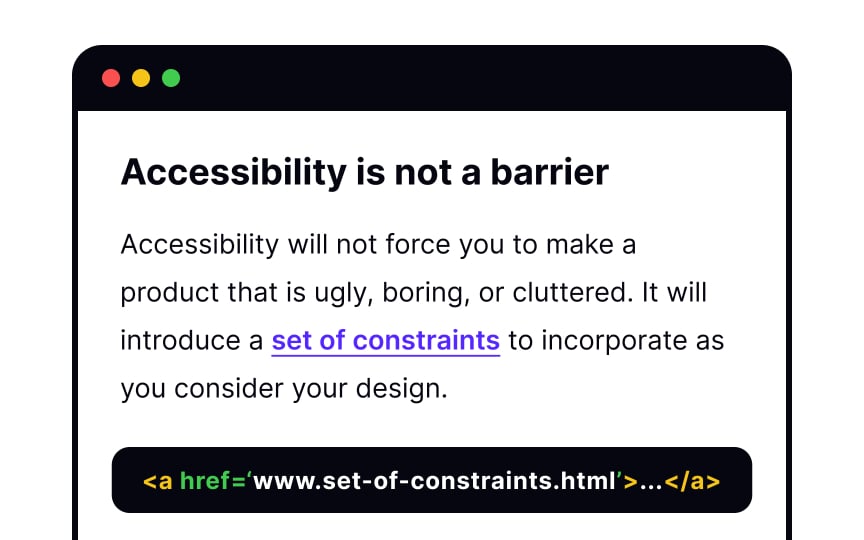 Accessibility is not a barrier
Accessibility will not force you to make a
product that is ugly, boring, or cluttered. It will
introduce a set of constraints to incorporate as
you consider your design.
<a href=‘www.set-of-constraints.html’>...</a>